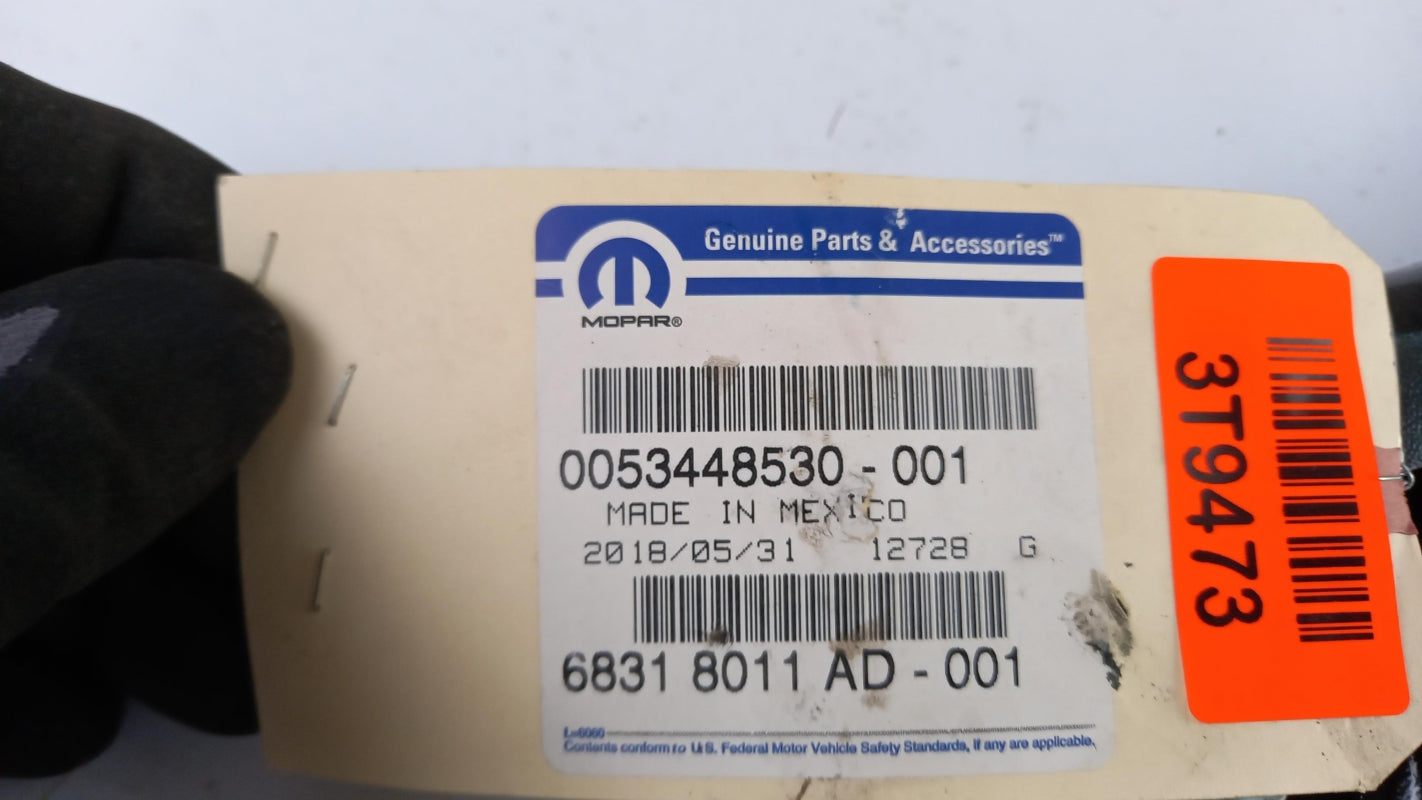 Genuine Parts & Accessories™
MOPAR®
0053448530 - 001
MADE IN MEXICO
2018/05/31 12728 G
6831 8011 AD - 001
Contents conform to U.S. Federal Motor Vehicle Safety Standards, if any are applicable.
3T9473